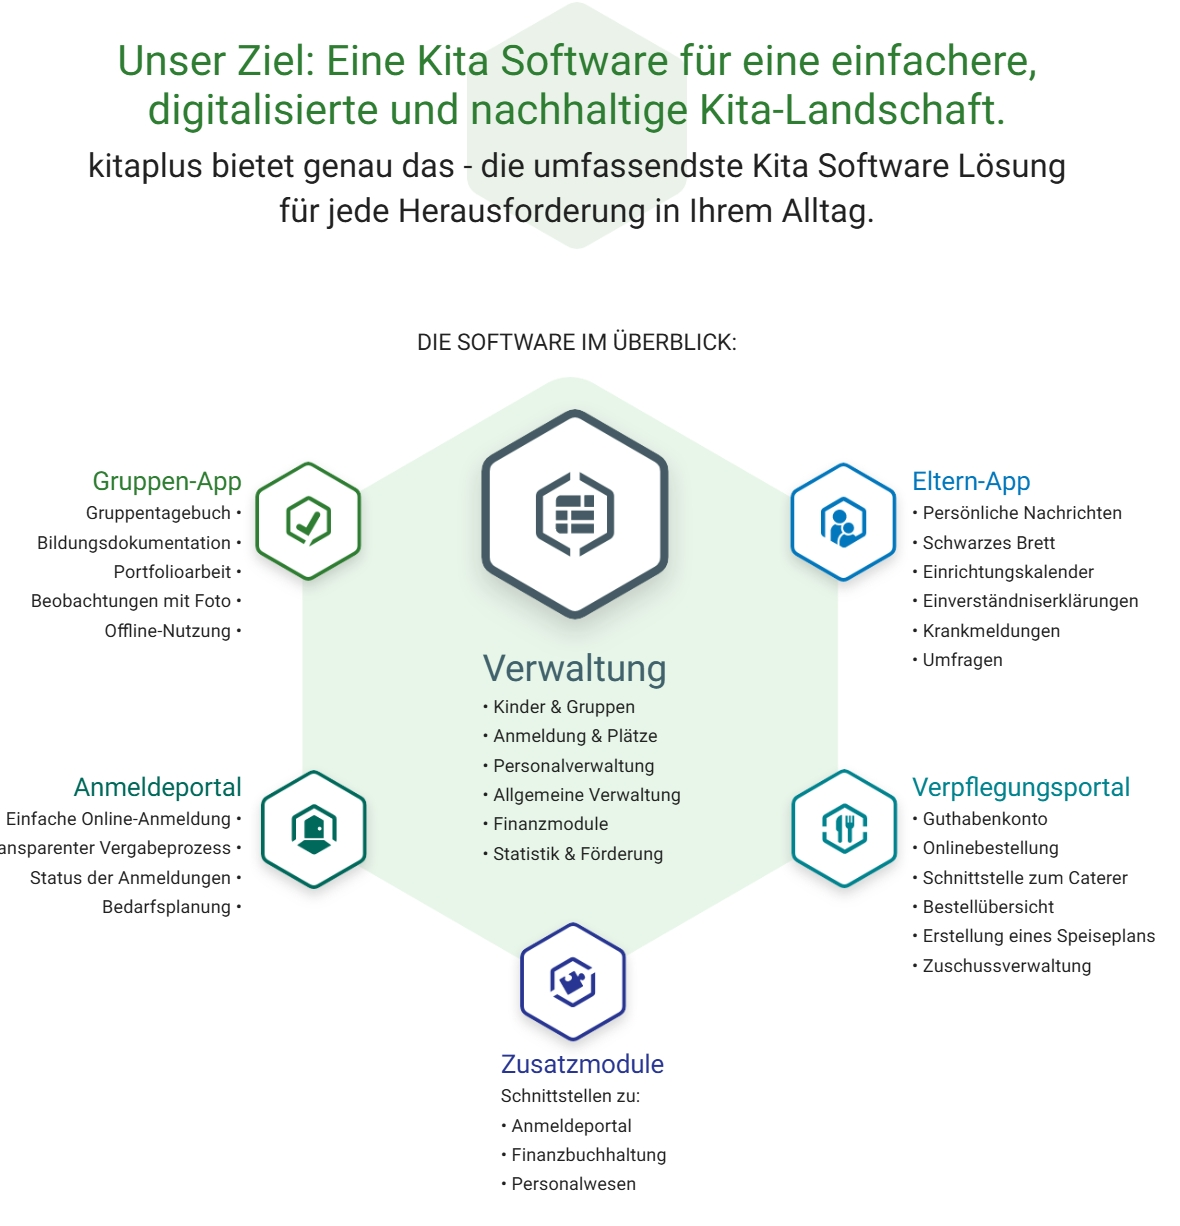 Unser Ziel: Eine Kita Software für eine einfachere,
digitalisierte und nachhaltige Kita-Landschaft.
kitaplus bietet genau das - die umfassendste Kita Software Lösung
für jede Herausforderung in Ihrem Alltag.
DIE SOFTWARE IM ÜBERBLICK:
Gruppen-App
Gruppentagebuch •
Bildungsdokumentation •
Portfolioarbeit •
Beobachtungen mit Foto •
Offline-Nutzung •
Eltern-App
• Persönliche Nachrichten
• Schwarzes Brett
• Einrichtungskalender
• Einverständniserklärungen
• Krankmeldungen
• Umfragen
Verwaltung
• Kinder & Gruppen
• Anmeldung & Plätze
• Personalverwaltung
• Allgemeine Verwaltung
• Finanzmodule
• Statistik & Förderung
Anmeldeportal
Einfache Online-Anmeldung •
ansparenter Vergabeprozess •
Status der Anmeldungen •
Bedarfsplanung •
Verpflegungsportal
• Guthabenkonto
• Onlinebestellung
• Schnittstelle zum Caterer
• Bestellübersicht
• Erstellung eines Speiseplans
• Zuschussverwaltung
Zusatzmodule
Schnittstellen zu:
• Anmeldeportal
• Finanzbuchhaltung
• Personalwesen